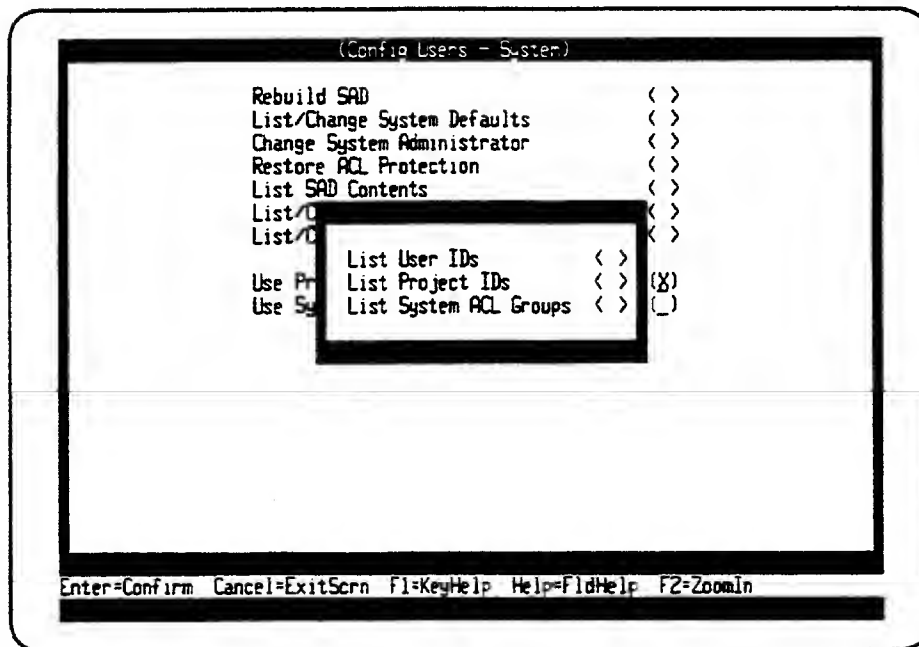 (Config Users - System)
Rebuild SAD < >
List/Change System Defaults < >
Change System Administrator < >
Restore ACL Protection < >
List SAD Contents < >
List/C < >
List/C < >
List User IDs < >
Use Pr List Project IDs < > (X)
Use Sy List System ACL Groups < > (_)
Enter=Confirm Cancel=ExitScrn F1=KeyHelp Help=FldHelp F2=ZoomIn